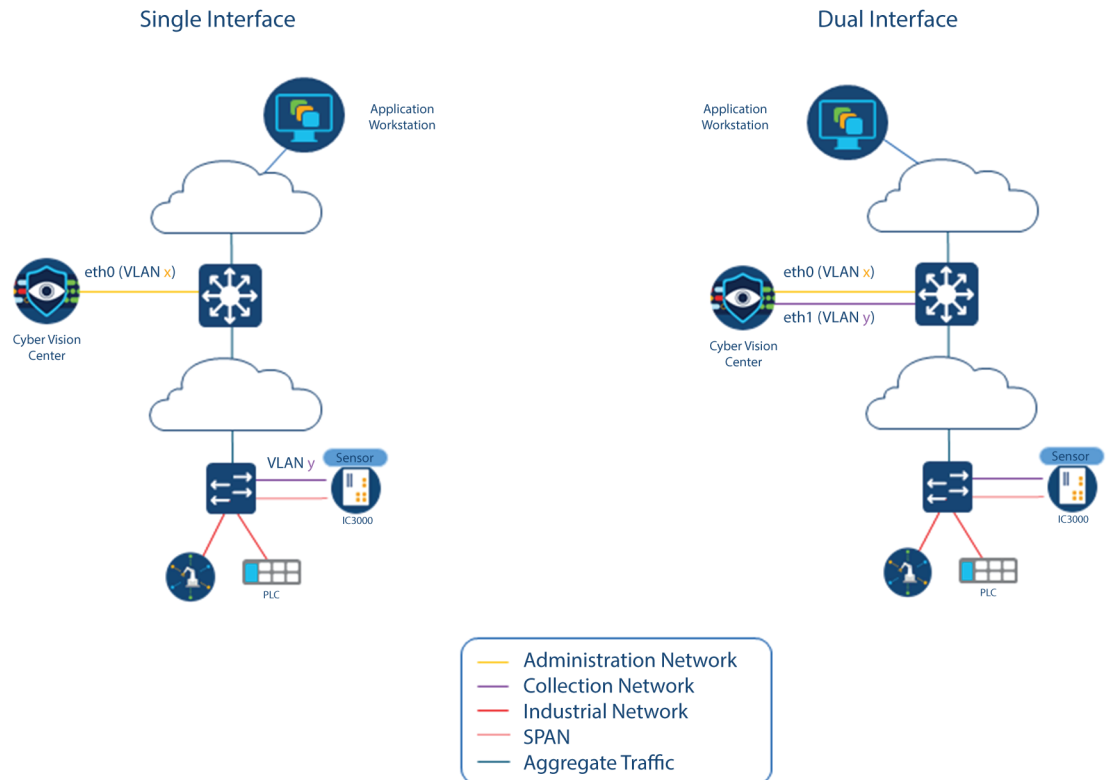 Single Interface
Application
Workstation
eth0 (VLAN x)
Cyber Vision
Center
VLAN y
Sensor
IC3000
PLC
Dual Interface
Application
Workstation
eth0 (VLAN x)
eth1 (VLAN y)
Cyber Vision
Center
Sensor
IC3000
PLC
Administration Network
Collection Network
Industrial Network
SPAN
Aggregate Traffic